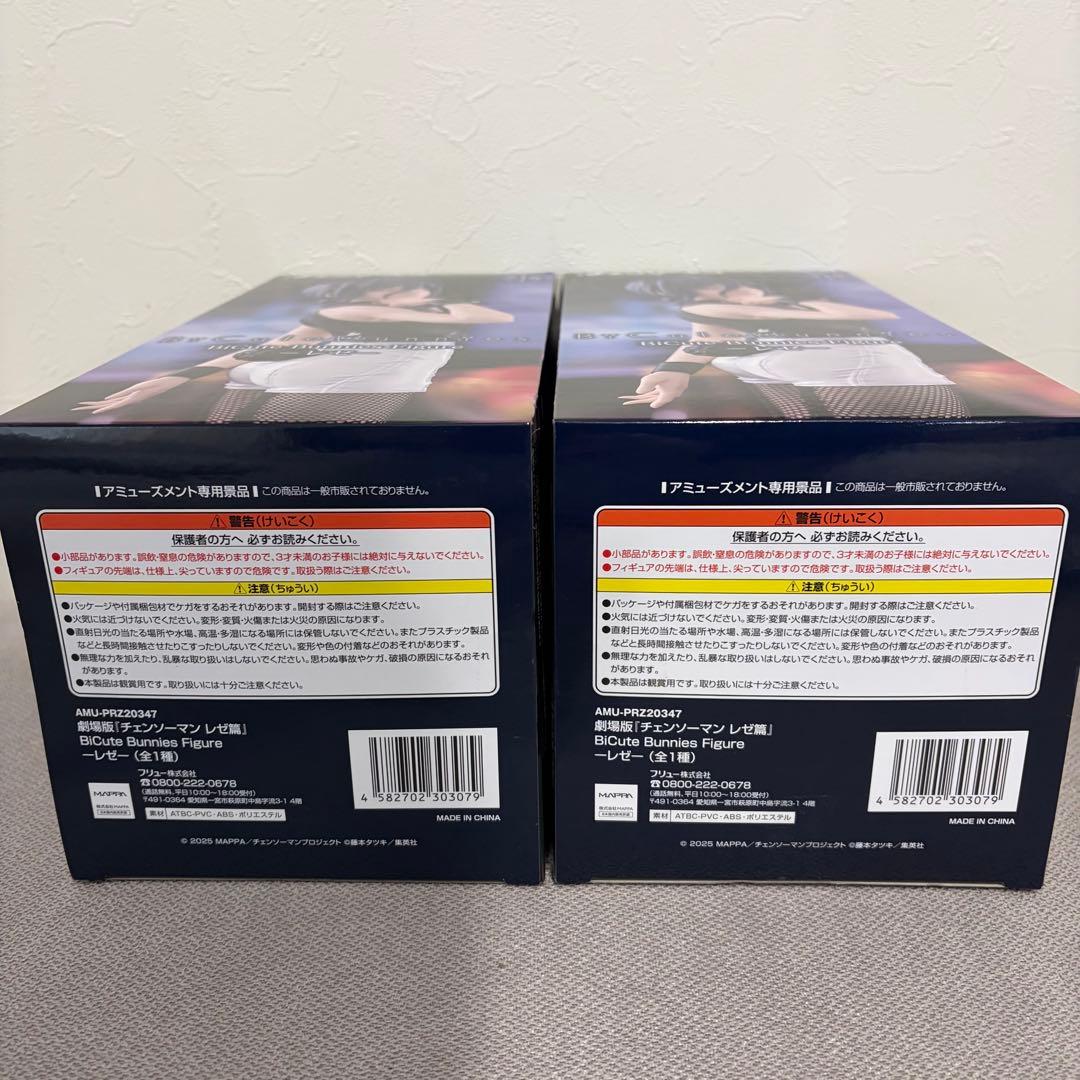 BiCute Bunnies Figure
レゼ
アミューズメント専用景品 この商品は一般市販されておりません。
警告(けいこく)
保護者の方へ 必ずお読みください。
●小部品があります。誤飲・窒息の危険がありますので、3才未満のお子様には絶対に与えないでください。
●フィギュアの先端は、仕様上、尖っていますので危険です。取扱う際はご注意ください。
注意(ちゅうい)
●パッケージや付属梱包材でケガをするおそれがあります。開封する際はご注意ください。
●火気には近づけないでください。変形・変質・火傷または火災の原因になります。
●直射日光の当たる場所や水場、高温・多湿になる場所には保管しないでください。またプラスチック製品
などと長時間接触させたりこすったりしないでください。変形や色の付着などのおそれがあります。
●無理な力を加えたり、乱暴な取り扱いはしないでください。思わぬ事故やケガ、破損の原因になるおそれ
があります。
●本製品は観賞用です。取り扱いには十分ご注意ください。
AMU-PRZ20347
劇場版『チェンソーマン レゼ篇』
BiCute Bunnies Figure
ーレゼー(全1種)
フリュー株式会社
☎0800-222-0678
(通話無料、平日10:00〜18:00受付)
〒491-0364 愛知県一宮市萩原町中島字流3-1 4階
MAPPA
株式会社MAPPA
素材 ATBC-PVC・ABS・ポリエステル
4 582702 303079
MADE IN CHINA
© 2025 MAPPA/チェンソーマンプロジェクト ©藤本タツキ/集英社
BiCute Bunnies Figure
レゼ
アミューズメント専用景品 この商品は一般市販されておりません。
警告(けいこく)
保護者の方へ 必ずお読みください。
●小部品があります。誤飲・窒息の危険がありますので、3才未満のお子様には絶対に与えないでください。
●フィギュアの先端は、仕様上、尖っていますので危険です。取扱う際はご注意ください。
注意(ちゅうい)
●パッケージや付属梱包材でケガをするおそれがあります。開封する際はご注意ください。
●火気には近づけないでください。変形・変質・火傷または火災の原因になります。
●直射日光の当たる場所や水場、高温・多湿になる場所には保管しないでください。またプラスチック製品
などと長時間接触させたりこすったりしないでください。変形や色の付着などのおそれがあります。
●無理な力を加えたり、乱暴な取り扱いはしないでください。思わぬ事故やケガ、破損の原因になるおそれ
があります。
●本製品は観賞用です。取り扱いには十分ご注意ください。
AMU-PRZ20347
劇場版『チェンソーマン レゼ篇』
BiCute Bunnies Figure
ーレゼー(全1種)
フリュー株式会社
☎0800-222-0678
(通話無料、平日10:00〜18:00受付)
〒491-0364 愛知県一宮市萩原町中島字流3-1 4階
MAPPA
株式会社MAPPA
素材 ATBC-PVC・ABS・ポリエステル
4 582702 303079
MADE IN CHINA
© 2025 MAPPA/チェンソーマンプロジェクト ©藤本タツキ/集英社